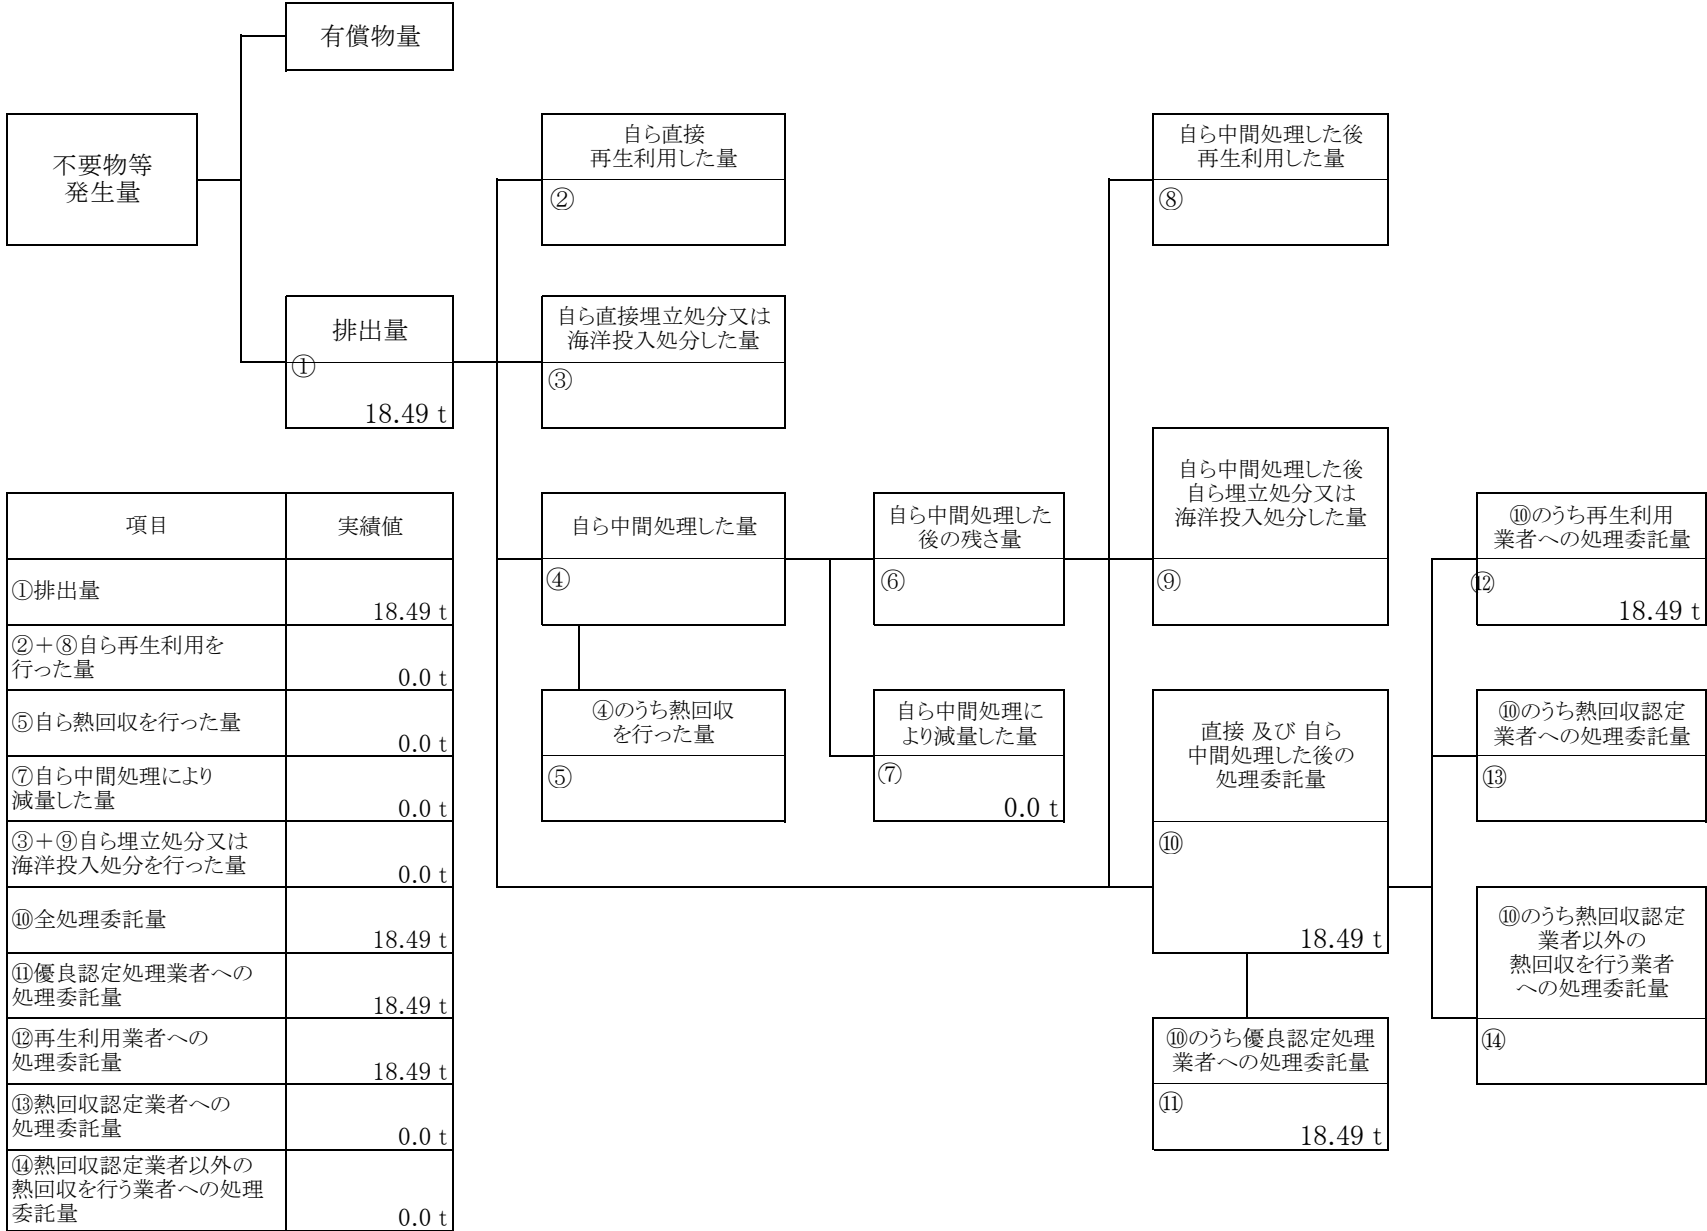 有償物量
不要物等
発生量
自ら直接
再生利用した量
②
自ら中間処理した後
再生利用した量
⑧
排出量
①
18.49 t
自ら直接埋立処分又は
海洋投入処分した量
③
自ら中間処理した量
④
自ら中間処理した
後の残さ量
⑥
自ら中間処理した後
自ら埋立処分又は
海洋投入処分した量
⑨
⑩のうち再生利用
業者への処理委託量
⑫
18.49 t
④のうち熱回収
を行った量
⑤
自ら中間処理に
より減量した量
⑦
0.0 t
直接 及び 自ら
中間処理した後の
処理委託量
⑩
18.49 t
⑩のうち熱回収認定
業者への処理委託量
⑬
⑩のうち熱回収認定
業者以外の
熱回収を行う業者
への処理委託量
⑭
⑩のうち優良認定処理
業者への処理委託量
⑪
18.49 t
項目 実績値
①排出量
18.49 t
②＋⑧自ら再生利用を
行った量
0.0 t
⑤自ら熱回収を行った量
0.0 t
⑦自ら中間処理により
減量した量
0.0 t
③＋⑨自ら埋立処分又は
海洋投入処分を行った量
0.0 t
⑩全処理委託量
18.49 t
⑪優良認定処理業者への
処理委託量
18.49 t
⑫再生利用業者への
処理委託量
18.49 t
⑬熱回収認定業者への
処理委託量
0.0 t
⑭熱回収認定業者以外の
熱回収を行う業者への処理
委託量
0.0 t